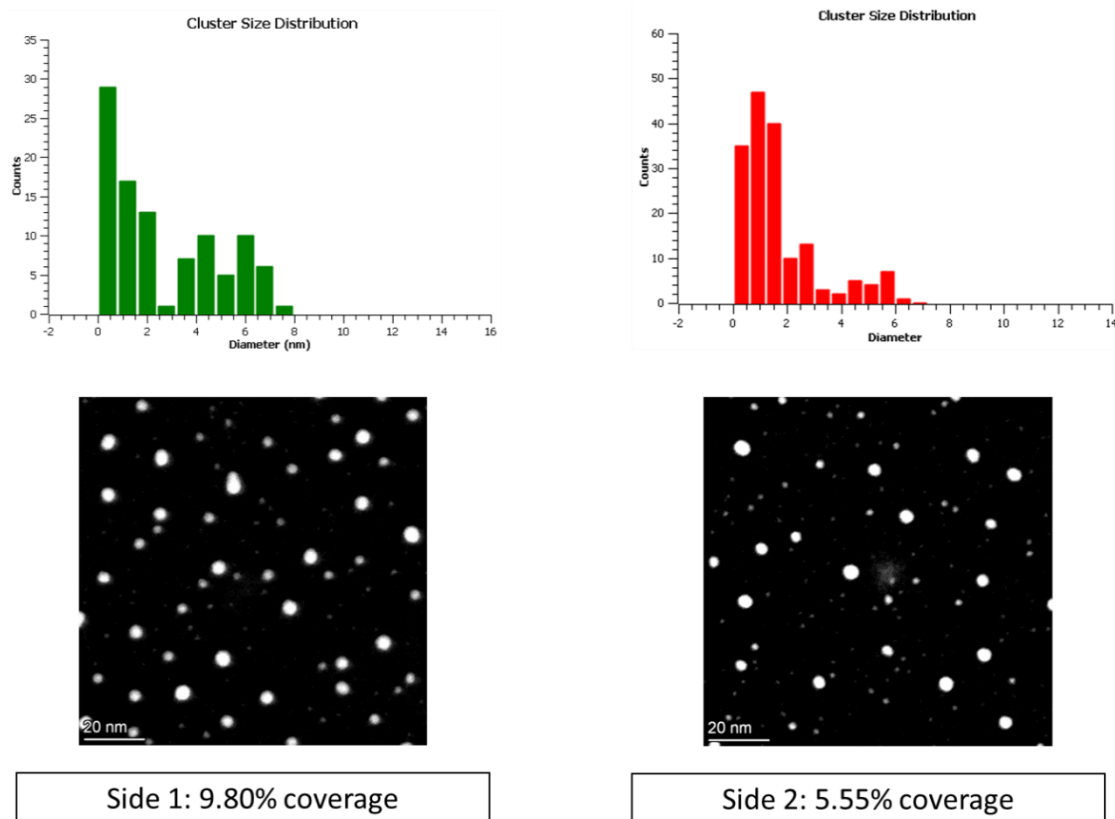 Cluster Size Distribution
35
30
25
20
15
10
5
0
Counts
-2 0 2 4 6 8 10 12 14 16
Diameter (nm)
Cluster Size Distribution
60
50
40
30
20
10
0
Counts
-2 0 2 4 6 8 10 12 14
Diameter
20 nm
20 nm
Side 1: 9.80% coverage
Side 2: 5.55% coverage